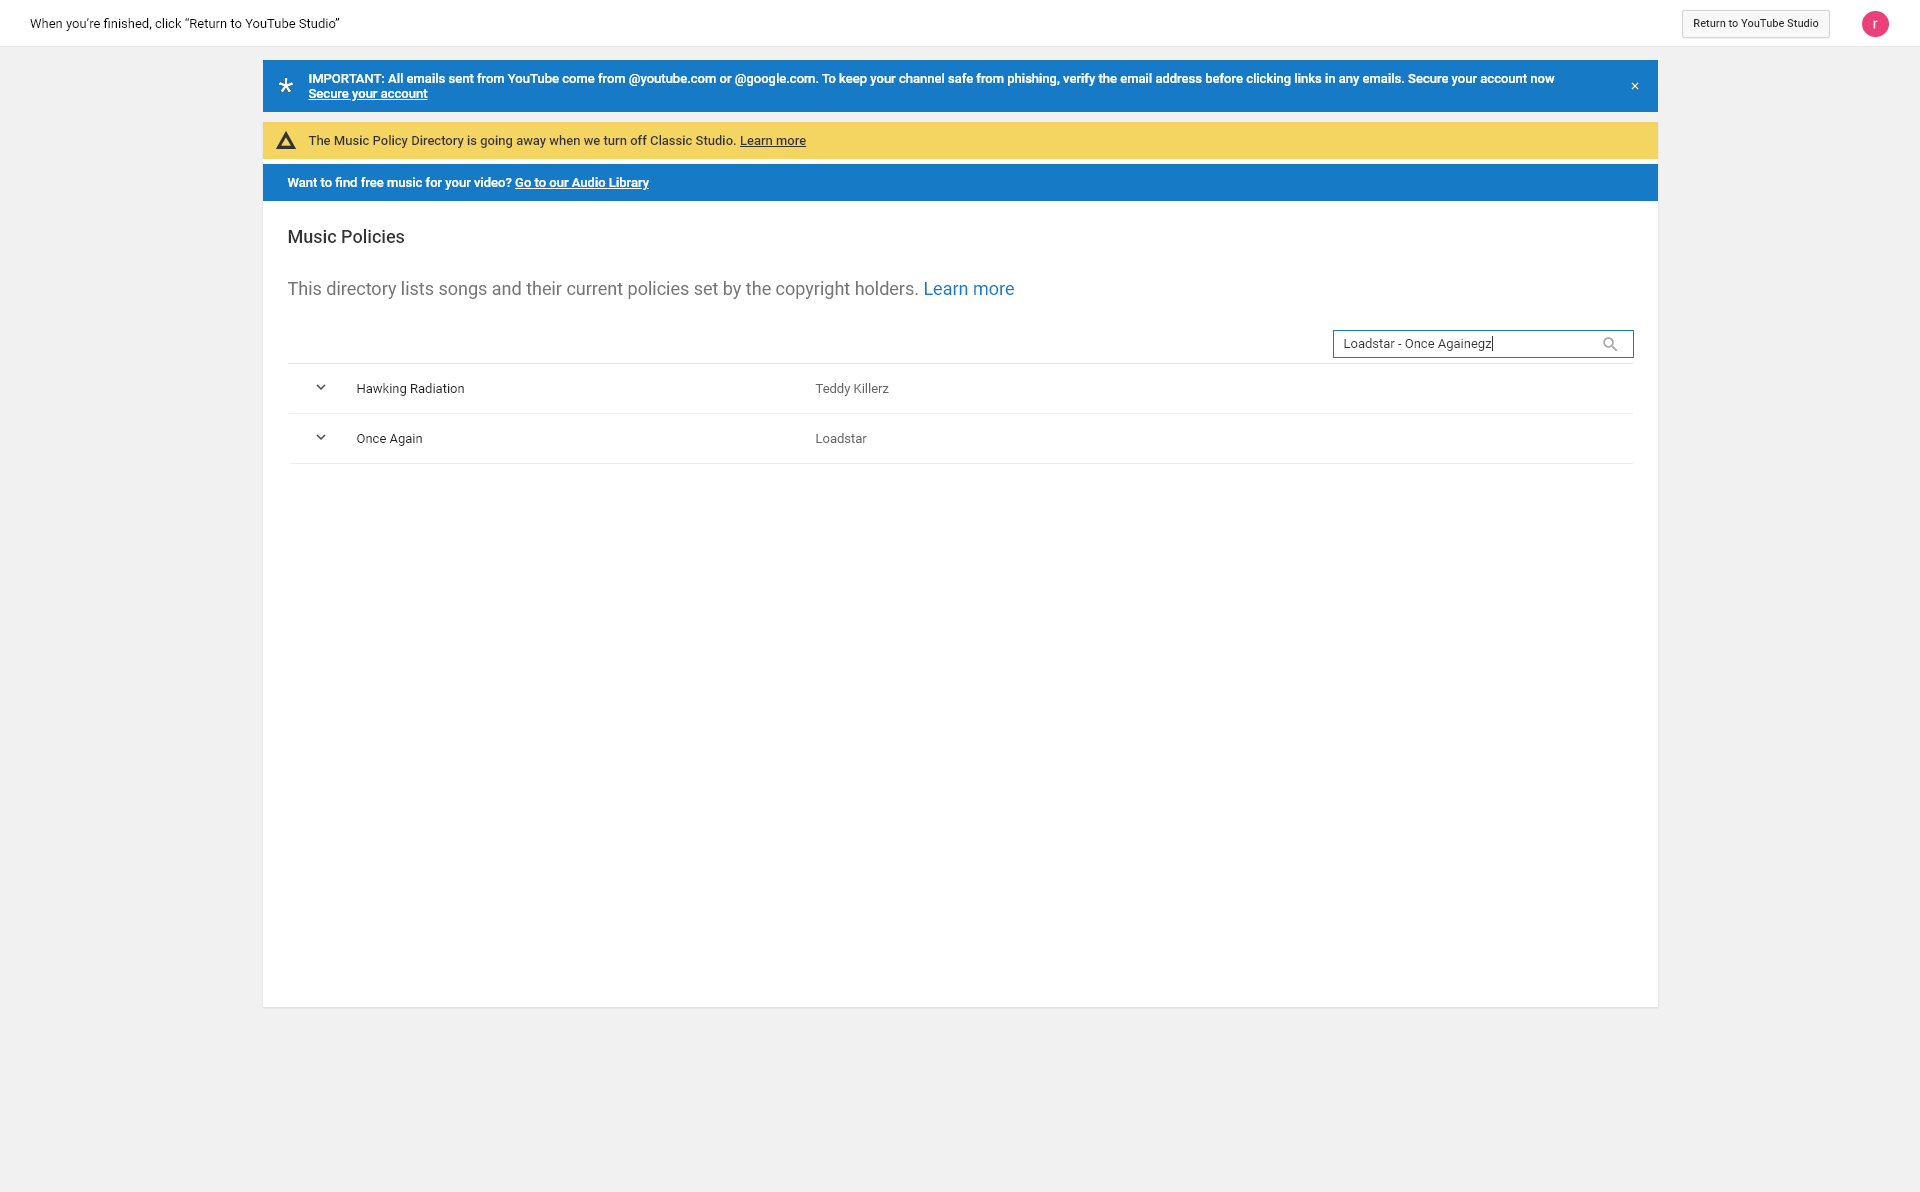 When you're finished, click “Return to YouTube Studio”
Return to YouTube Studio
r
IMPORTANT: All emails sent from YouTube come from @youtube.com or @google.com. To keep your channel safe from phishing, verify the email address before clicking links in any emails. Secure your account now
Secure your account
The Music Policy Directory is going away when we turn off Classic Studio. Learn more
Want to find free music for your video? Go to our Audio Library
Music Policies
This directory lists songs and their current policies set by the copyright holders. Learn more
Loadstar - Once Againegz
Hawking Radiation Teddy Killerz
Once Again Loadstar